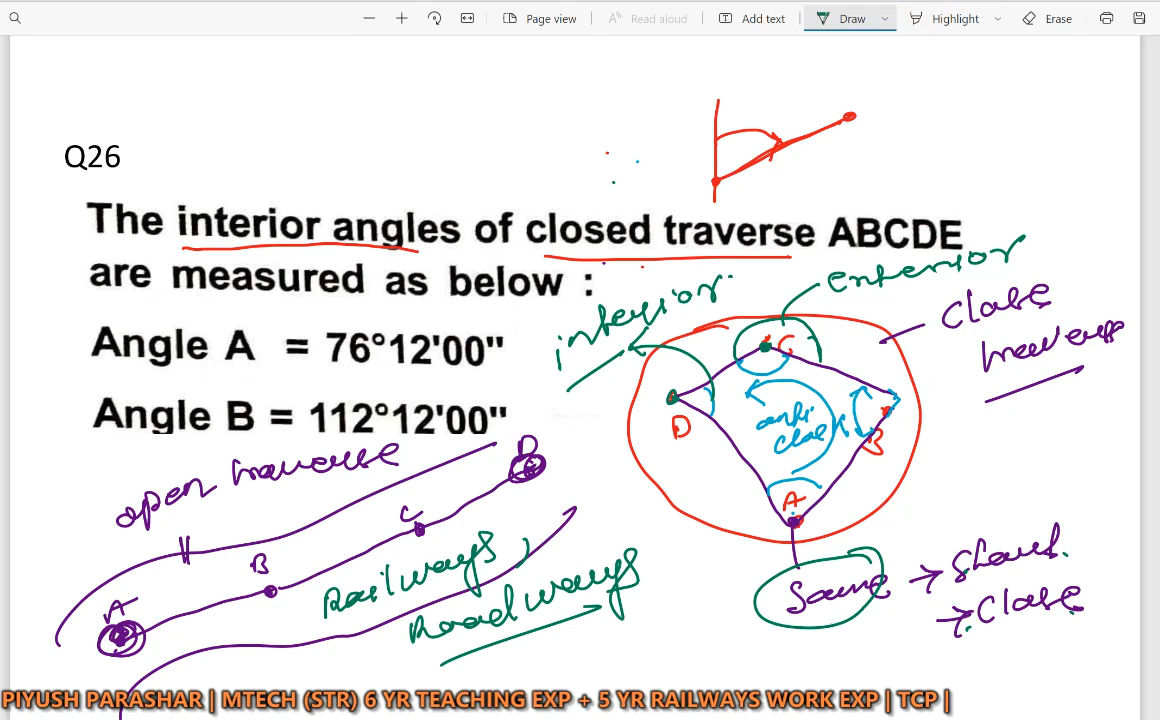 Page view
Read aloud
Add text
Draw
Highlight
Erase
Q26
The interior angles of closed traverse ABCDE
are measured as below :
Angle A = 76°12'00"
Angle B = 112°12'00"
interior
exterior
Close
traverse
C
D
B
A
anti
clock
open traverse
A
B
C
D
Railways,
Roadways
Same
→ Start.
→ Close
PIYUSH PARASHAR | MTECH (STR) 6 YR TEACHING EXP + 5 YR RAILWAYS WORK EXP | TCP |